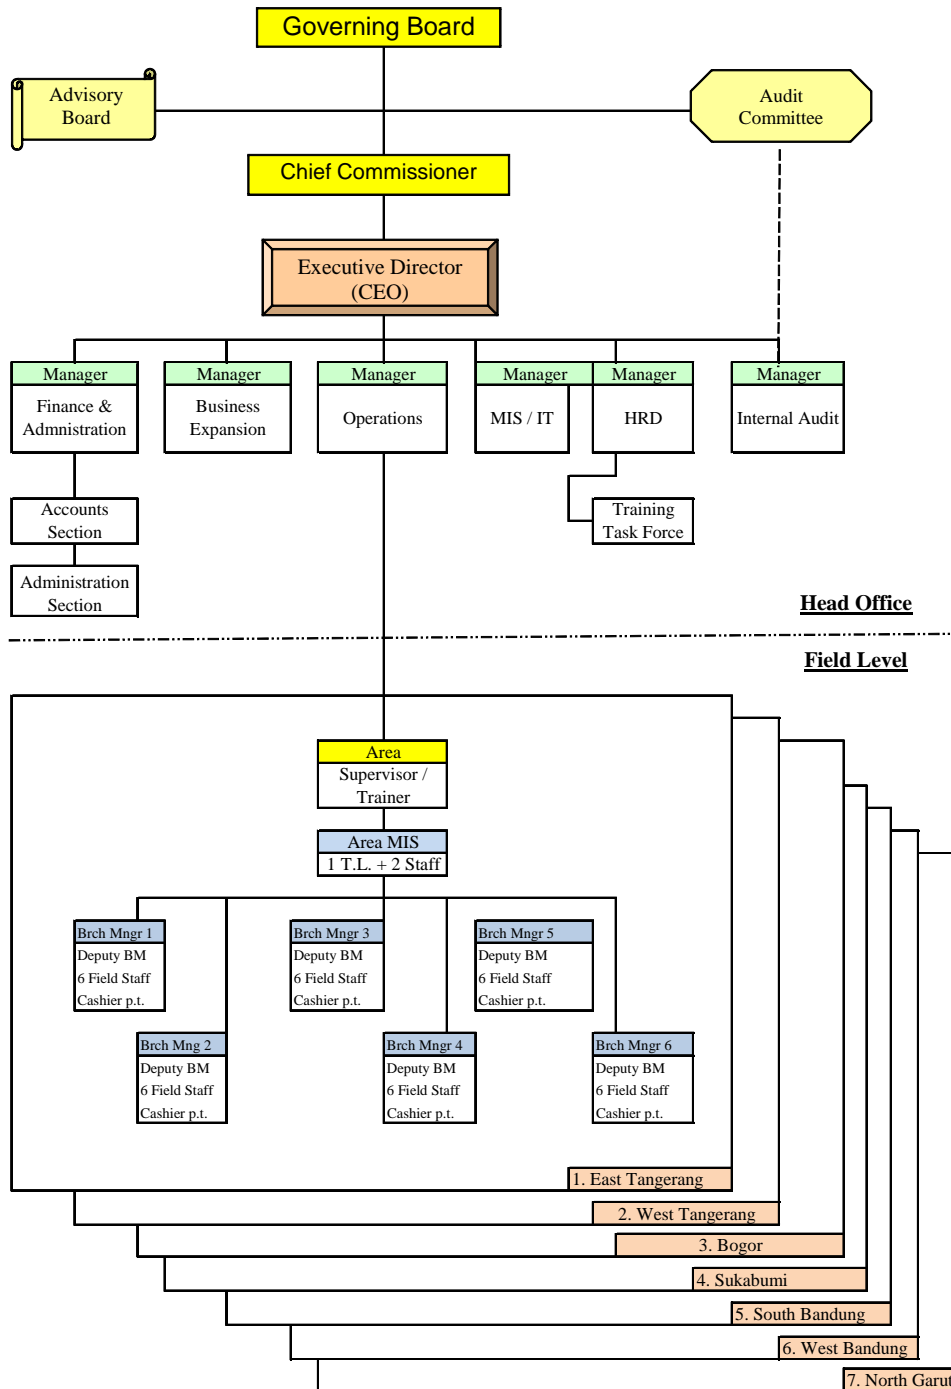 Governing Board
Advisory
Board
Audit
Committee
Chief Commissioner
Executive Director
(CEO)
Manager
Finance &
Admnistration
Manager
Business
Expansion
Manager
Operations
Manager
MIS / IT
Manager
HRD
Manager
Internal Audit
Accounts
Section
Training
Task Force
Administration
Section
Head Office
Field Level
Area
Supervisor /
Trainer
Area MIS
1 T.L. + 2 Staff
Brch Mngr 1
Deputy BM
6 Field Staff
Cashier p.t.
Brch Mngr 3
Deputy BM
6 Field Staff
Cashier p.t.
Brch Mngr 5
Deputy BM
6 Field Staff
Cashier p.t.
Brch Mng 2
Deputy BM
6 Field Staff
Cashier p.t.
Brch Mngr 4
Deputy BM
6 Field Staff
Cashier p.t.
Brch Mngr 6
Deputy BM
6 Field Staff
Cashier p.t.
1. East Tangerang
2. West Tangerang
3. Bogor
4. Sukabumi
5. South Bandung
6. West Bandung
7. North Garut